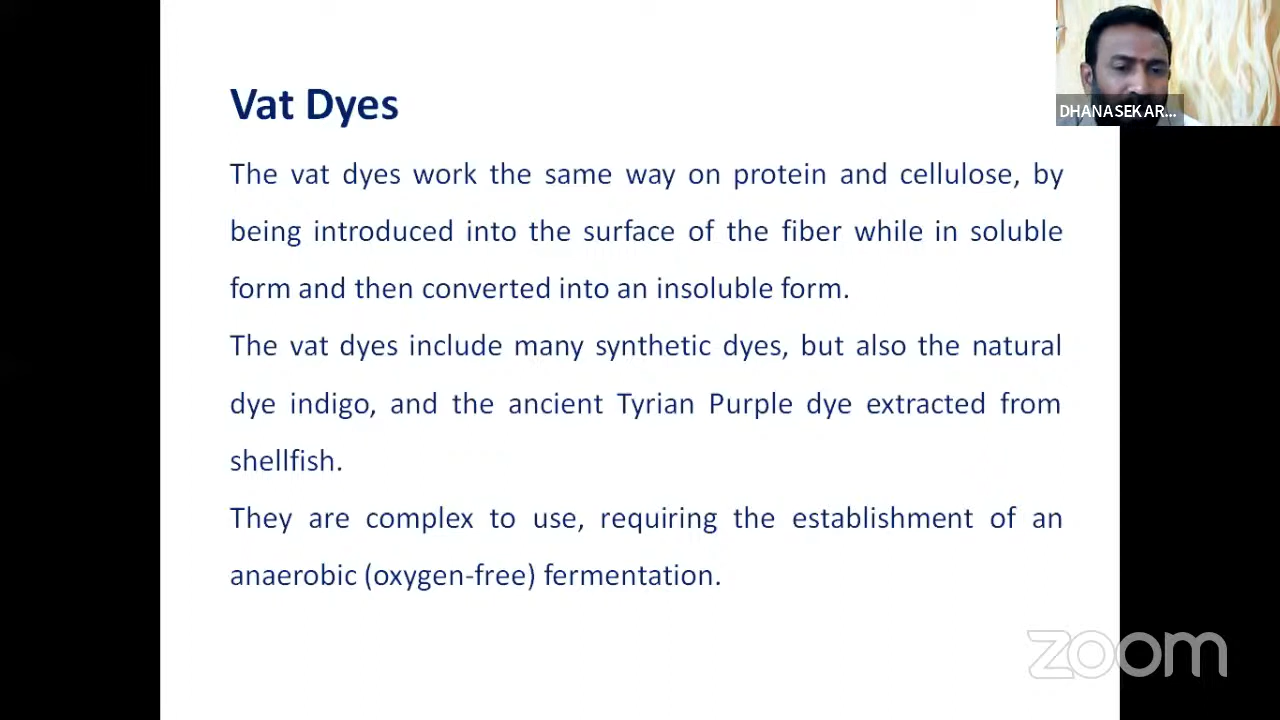 Vat Dyes
The vat dyes work the same way on protein and cellulose, by
being introduced into the surface of the fiber while in soluble
form and then converted into an insoluble form.
The vat dyes include many synthetic dyes, but also the natural
dye indigo, and the ancient Tyrian Purple dye extracted from
shellfish.
They are complex to use, requiring the establishment of an
anaerobic (oxygen-free) fermentation.
DHANASEKAR...
zoom